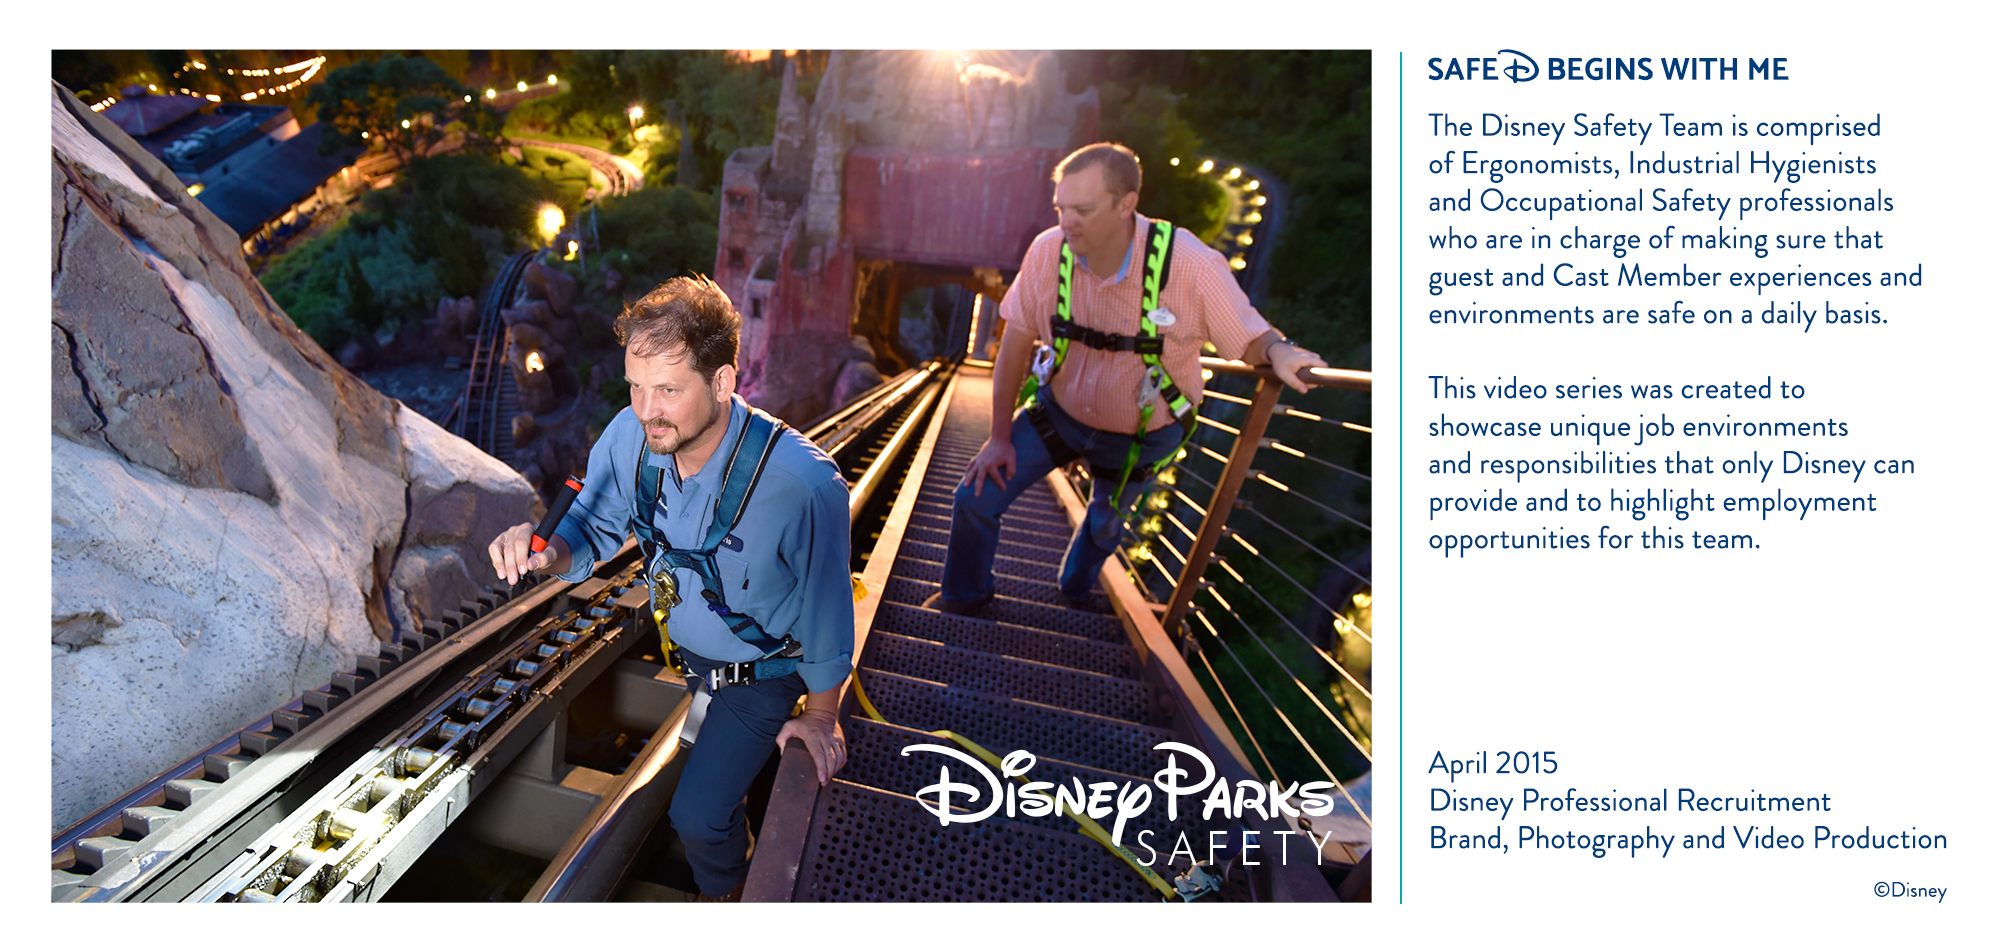 SAFE D BEGINS WITH ME
The Disney Safety Team is comprised
of Ergonomists, Industrial Hygienists
and Occupational Safety professionals
who are in charge of making sure that
guest and Cast Member experiences and
environments are safe on a daily basis.
This video series was created to
showcase unique job environments
and responsibilities that only Disney can
provide and to highlight employment
opportunities for this team.
April 2015
Disney Professional Recruitment
Brand, Photography and Video Production
©Disney
DISNEY PARKS
SAFETY